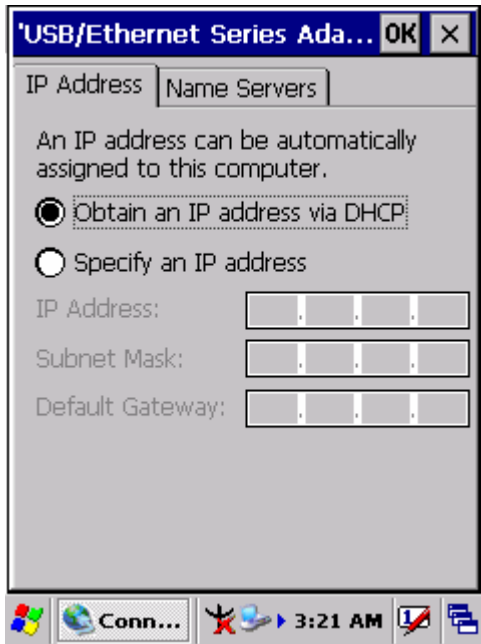 'USB/Ethernet Series Ada... OK ×
IP Address Name Servers
An IP address can be automatically
assigned to this computer.
Obtain an IP address via DHCP
Specify an IP address
IP Address: . . .
Subnet Mask: . . .
Default Gateway: . . .
Conn... 3:21 AM